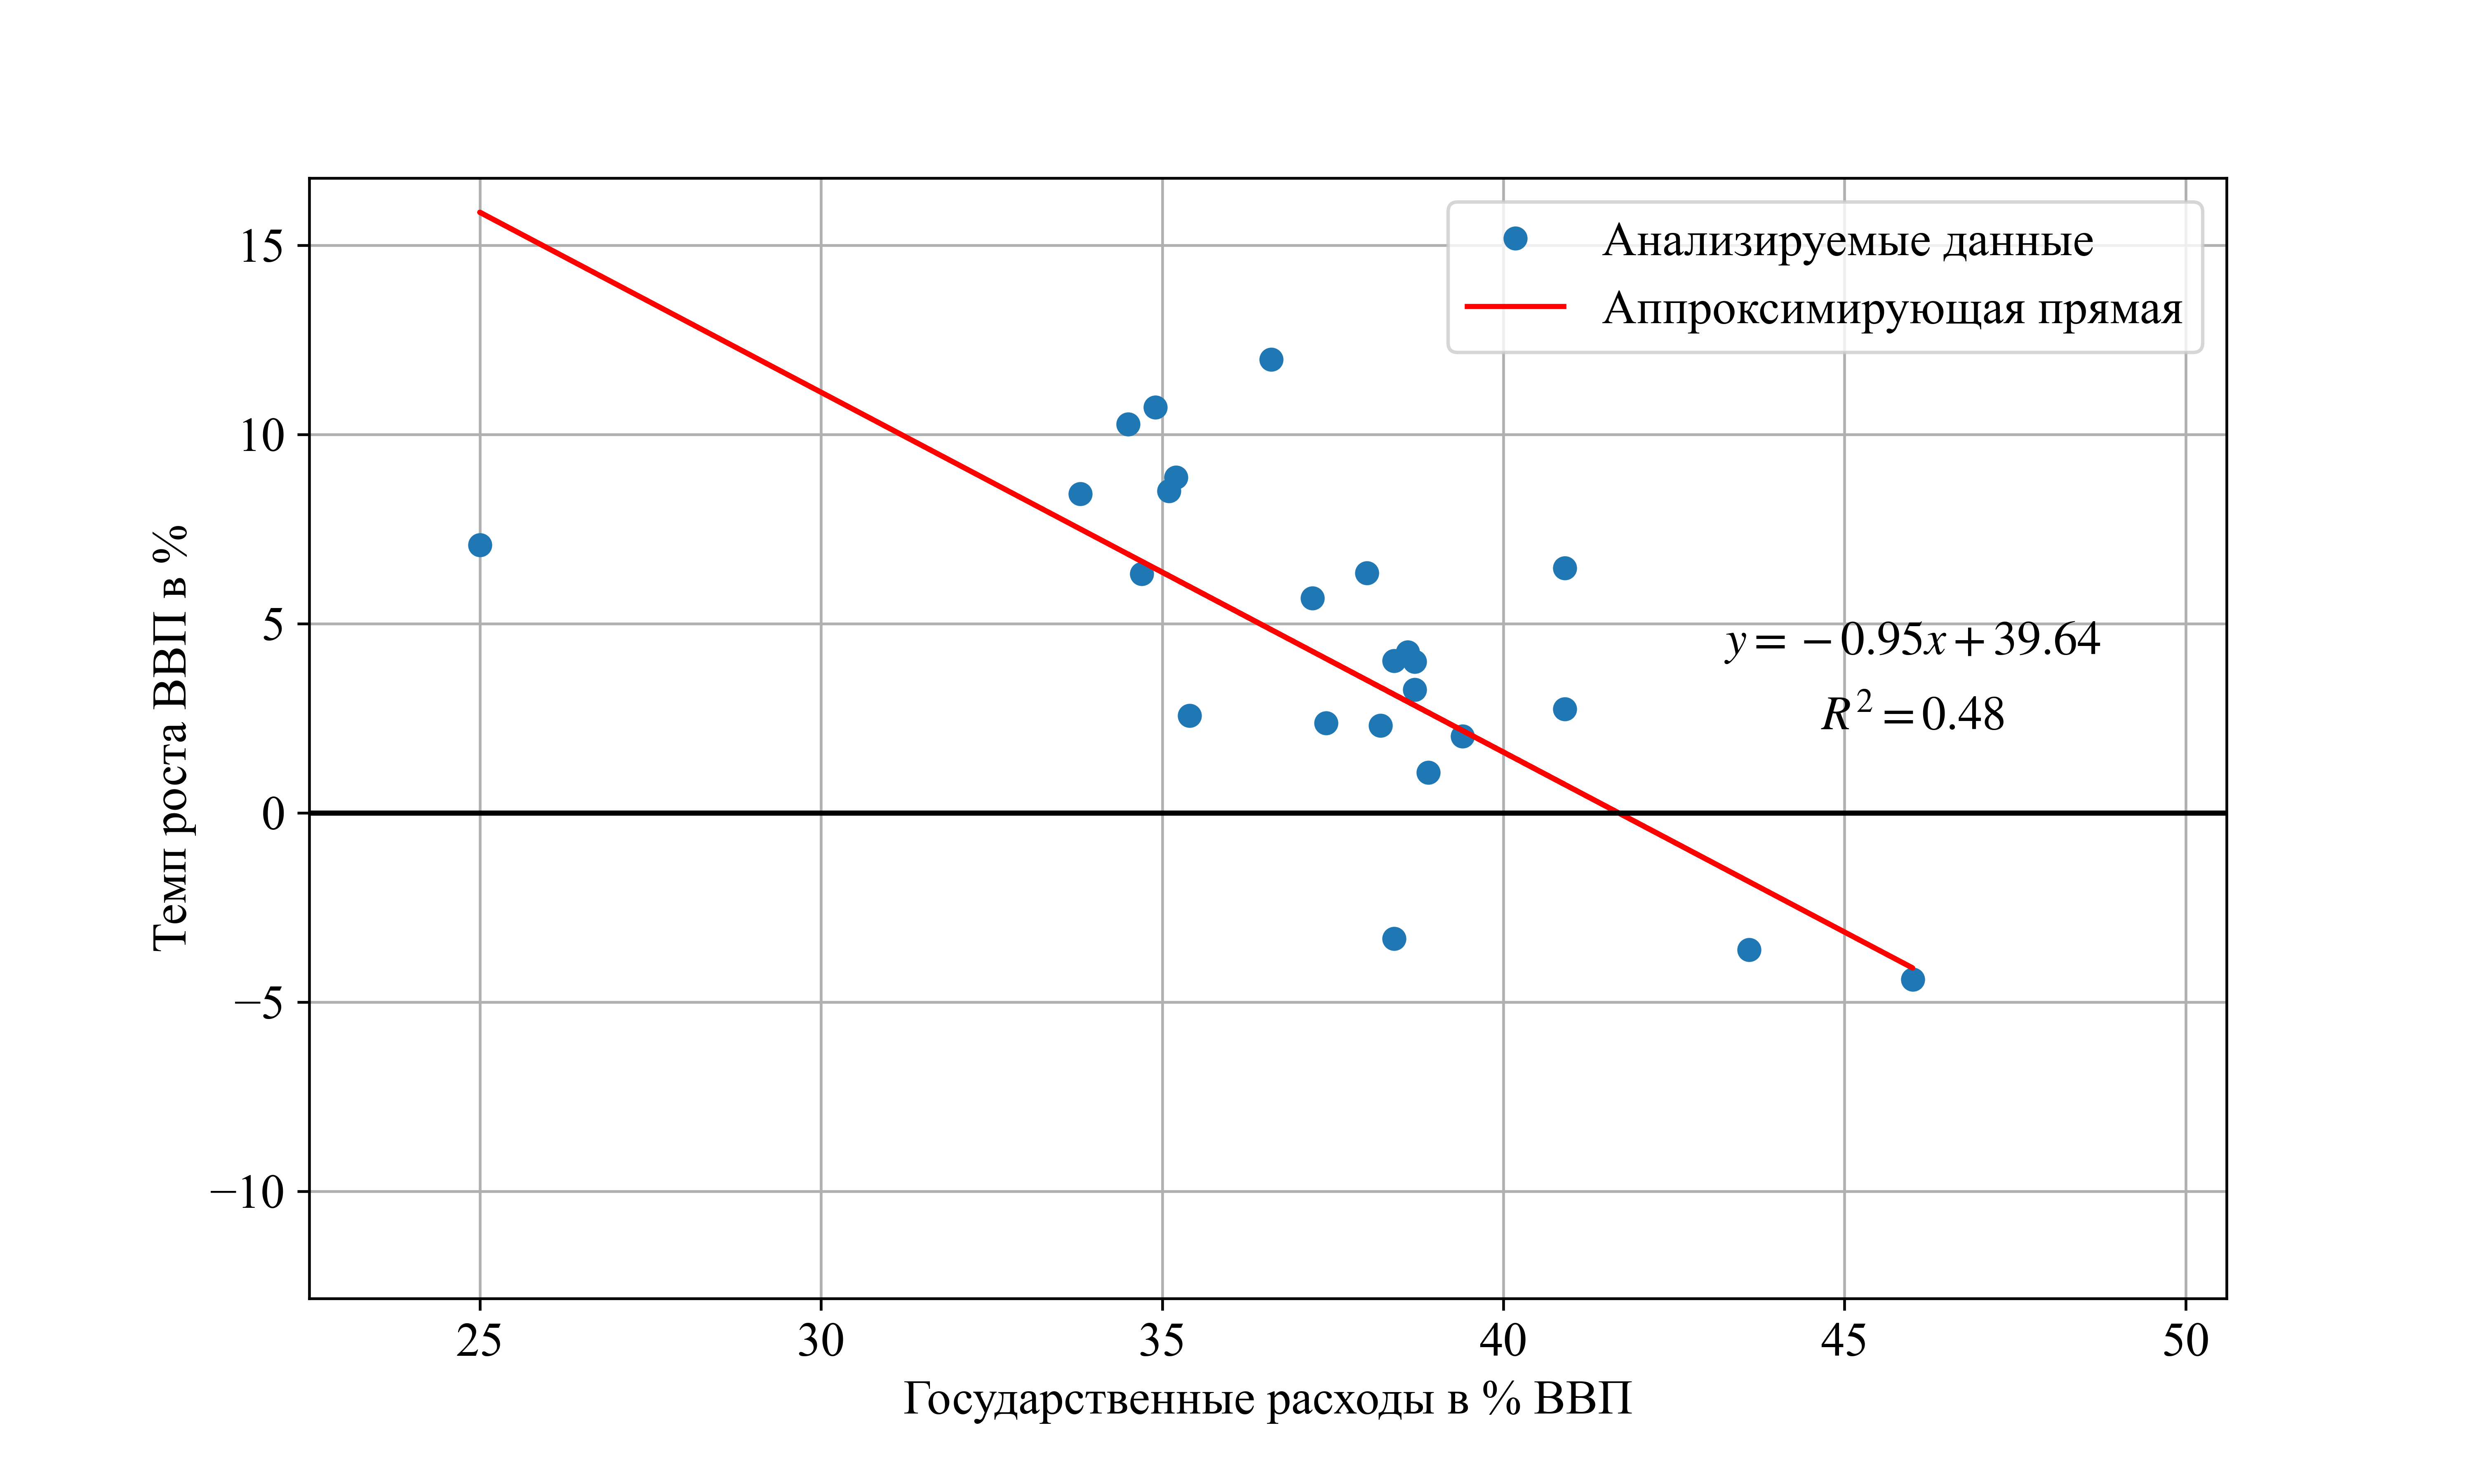 Анализируемые данные
Аппроксимирующая прямая
15
10
5
0
−5
−10
Темп роста ВВП в %
y = −0.95x + 39.64
R² = 0.48
25 30 35 40 45 50
Государственные расходы в % ВВП